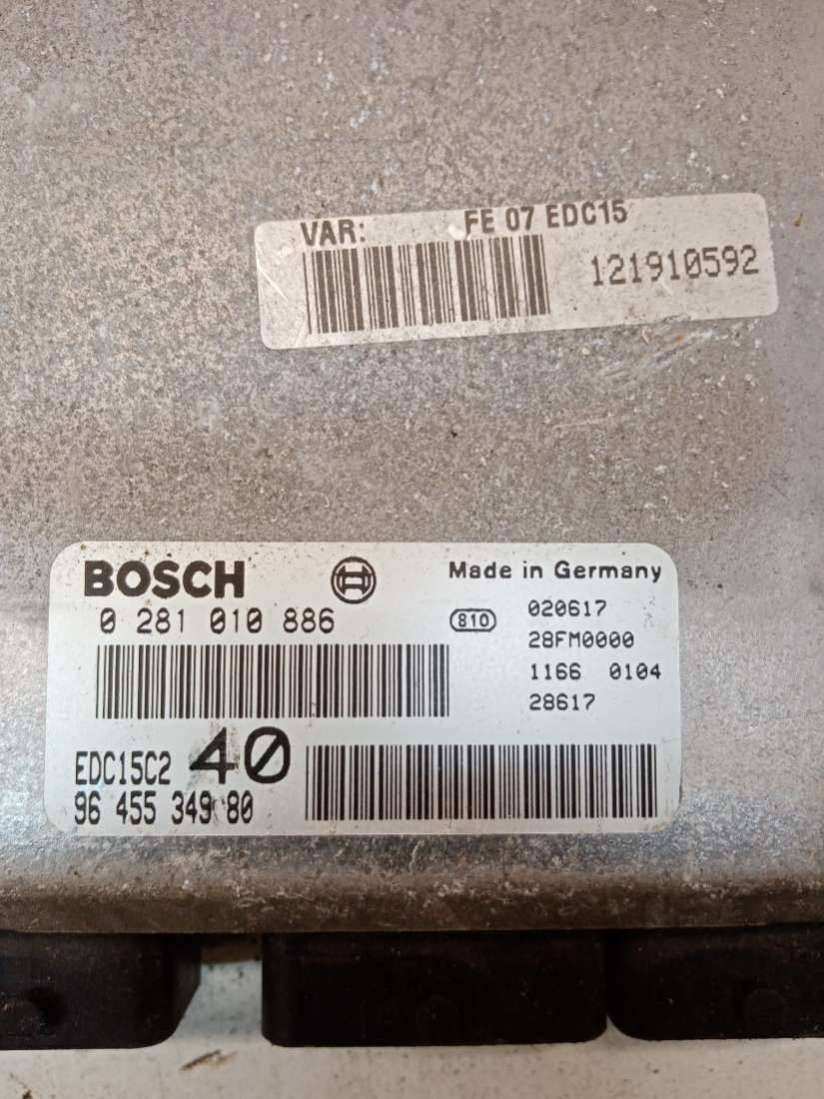 VAR: FE 07 EDC15
121910592
BOSCH
Made in Germany
0 281 010 886
810
020617
28FM0000
1166 0104
28617
EDC15C2 40
96 455 349 80